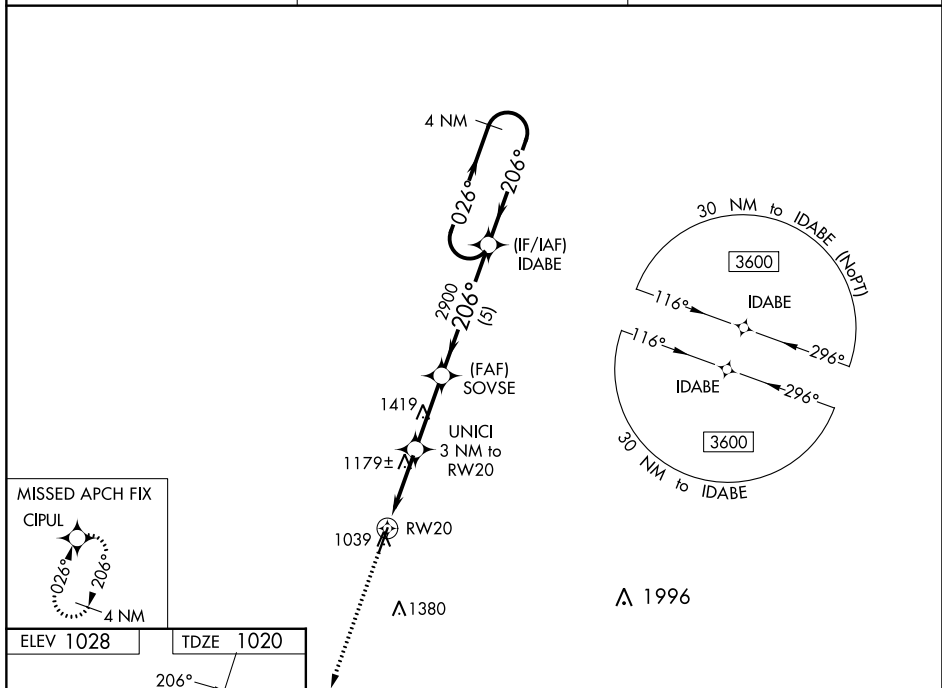 4 NM
026°
206°
(IF/IAF)
IDABE
2900
206°
(5)
(FAF)
SOVSE
1419
UNICI
3 NM to
RW20
1179±
RW20
1039
1380
1996
30 NM to IDABE (NoPT)
3600
116°
IDABE
296°
116°
IDABE
296°
3600
30 NM to IDABE
MISSED APCH FIX
CIPUL
026°
206°
4 NM
ELEV 1028
TDZE 1020
206°